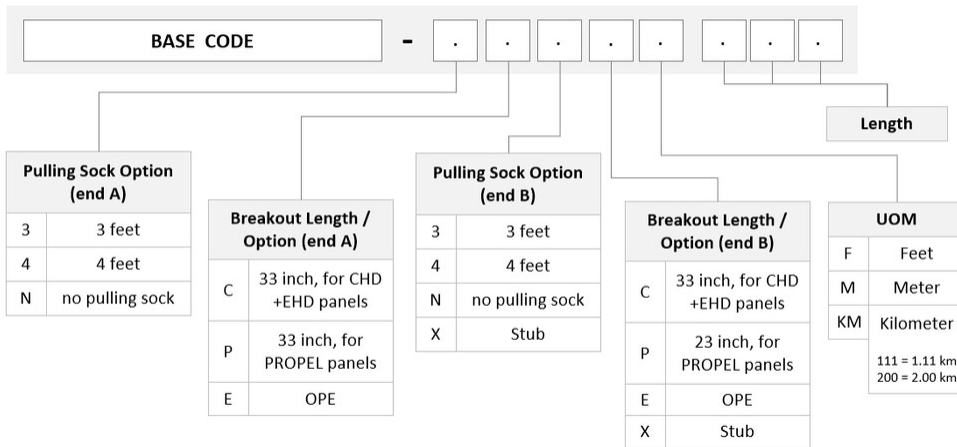 BASE CODE - . . . . . . . .
Length
Pulling Sock Option
(end A)
3 3 feet
4 4 feet
N no pulling sock
Breakout Length /
Option (end A)
C 33 inch, for CHD
+EHD panels
P 33 inch, for
PROPEL panels
E OPE
Pulling Sock Option
(end B)
3 3 feet
4 4 feet
N no pulling sock
X Stub
Breakout Length /
Option (end B)
C 33 inch, for CHD
+EHD panels
P 23 inch, for
PROPEL panels
E OPE
X Stub
UOM
F Feet
M Meter
KM Kilometer
111 = 1.11 km
200 = 2.00 km